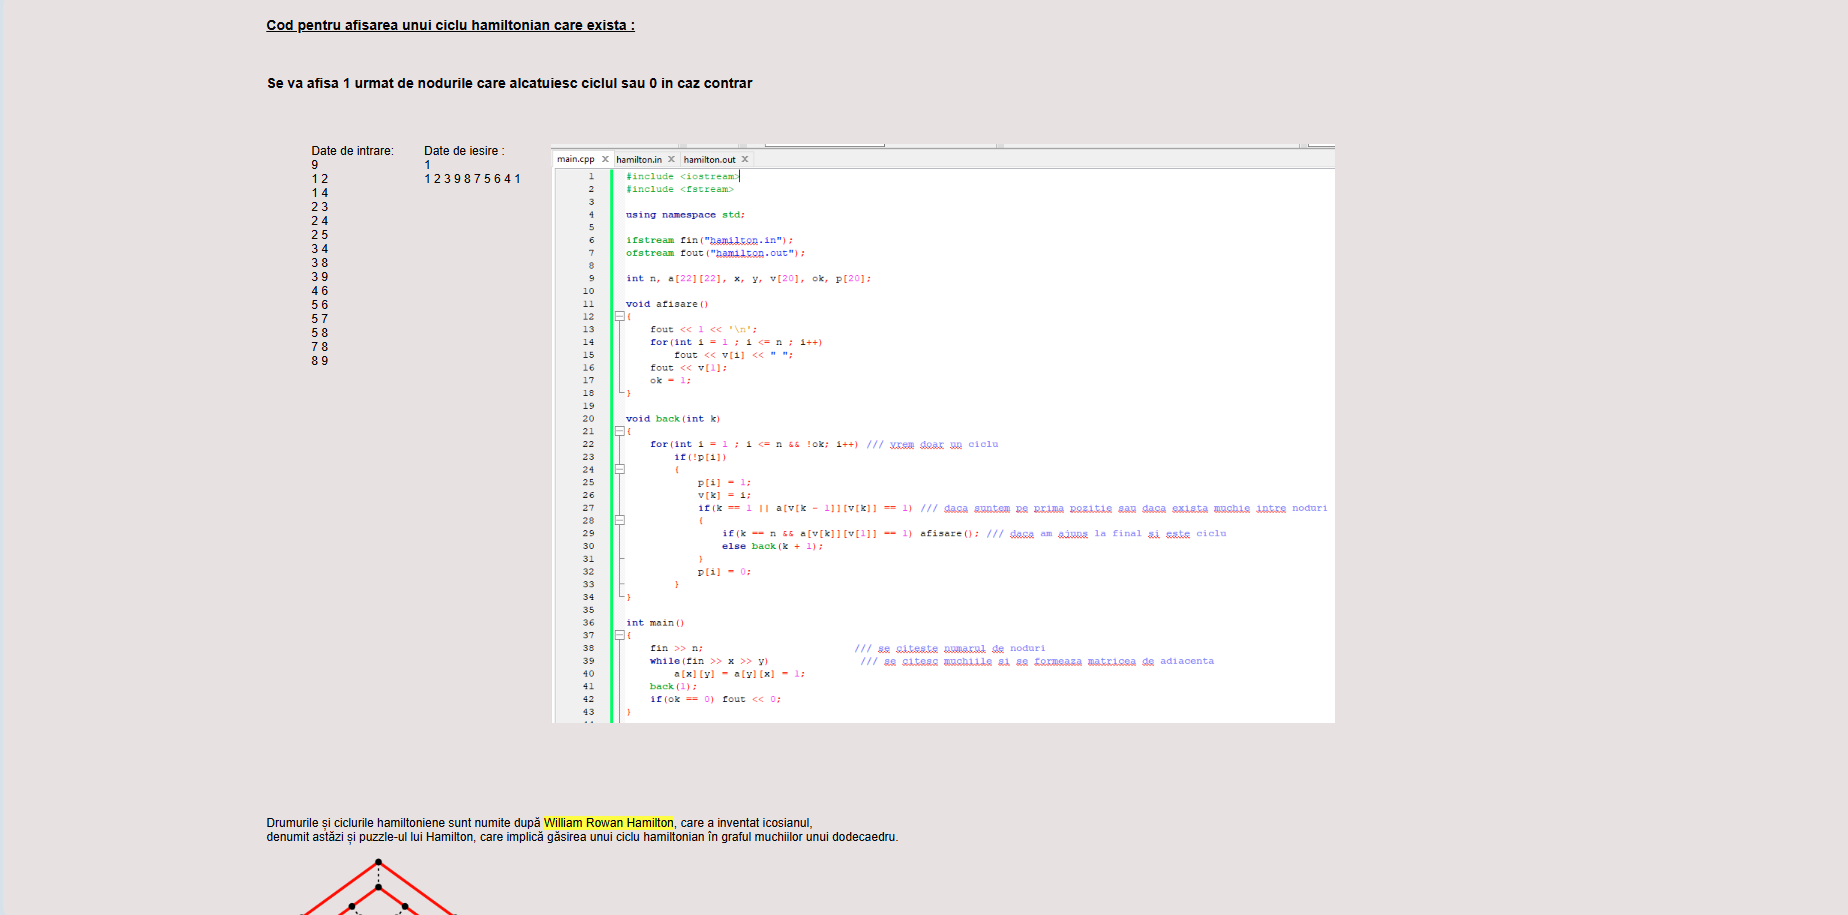 Cod pentru afisarea unui ciclu hamiltonian care exista :
Se va afisa 1 urmat de nodurile care alcatuiesc ciclul sau 0 in caz contrar
Date de intrare:
9
1 2
1 4
2 3
2 4
2 5
3 4
3 8
3 9
4 6
5 6
5 7
5 8
7 8
8 9
Date de iesire :
1
1 2 3 9 8 7 5 6 4 1
main.cpp X hamilton.in X hamilton.out X
1 #include <iostream>
2 #include <fstream>
3
4 using namespace std;
5
6 ifstream fin("hamilton.in");
7 ofstream fout("hamilton.out");
8
9 int n, a[22][22], x, y, v[20], ok, p[20];
10
11 void afisare()
12 {
13 fout << 1 << '\n';
14 for(int i = 1 ; i <= n ; i++)
15 fout << v[i] << " ";
16 fout << v[1];
17 ok = 1;
18 }
19
20 void back(int k)
21 {
22 for(int i = 1 ; i <= n && !ok; i++) /// vrem doar un ciclu
23 if(!p[i])
24 {
25 p[i] = 1;
26 v[k] = i;
27 if(k == 1 || a[v[k - 1]][v[k]] == 1) /// daca suntem pe prima pozitie sau daca exista muchie intre noduri
28 {
29 if(k == n && a[v[k]][v[1]] == 1) afisare(); /// daca am ajuns la final si este ciclu
30 else back(k + 1);
31 }
32 p[i] = 0;
33 }
34 }
35
36 int main()
37 {
38 fin >> n; /// se citeste numarul de noduri
39 while(fin >> x >> y) /// se citesc muchiile si se formeaza matricea de adiacenta
40 a[x][y] = a[y][x] = 1;
41 back(1);
42 if(ok == 0) fout << 0;
43 }
Drumurile și ciclurile hamiltoniene sunt numite după William Rowan Hamilton, care a inventat icosianul,
denumit astăzi și puzzle-ul lui Hamilton, care implică găsirea unui ciclu hamiltonian în graful muchiilor unui dodecaedru.